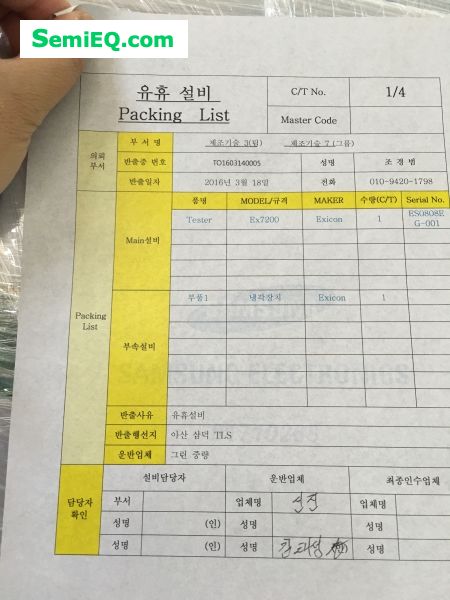 SemiEQ.com
유휴 설비 C/T No. 1/4
Packing List Master Code
의뢰 부서 부 서 명 제조기술 3(팀) 제조기술 7 (그룹)
반출증 번호 TO1603140005 성명 조 경 범
반출일자 2016년 3월 18일 전화 010-9420-1798
Packing List
품명 MODEL/규격 MAKER 수량(C/T) Serial No.
Main설비 Tester Ex7200 Exicon 1 ES0808E
G-001
부속설비 부품1 냉각장치 Exicon 1
SAMSUNG ELECTRONICS
반출사유 유휴설비
반출행선지 아산 삼덕 TLS
운반업체 그린 중량
담당자 확인 설비담당자 운반업체 최종인수업체
부서 업체명 업체명
성명 (인) 성명 성명
성명 (인) 성명 성명